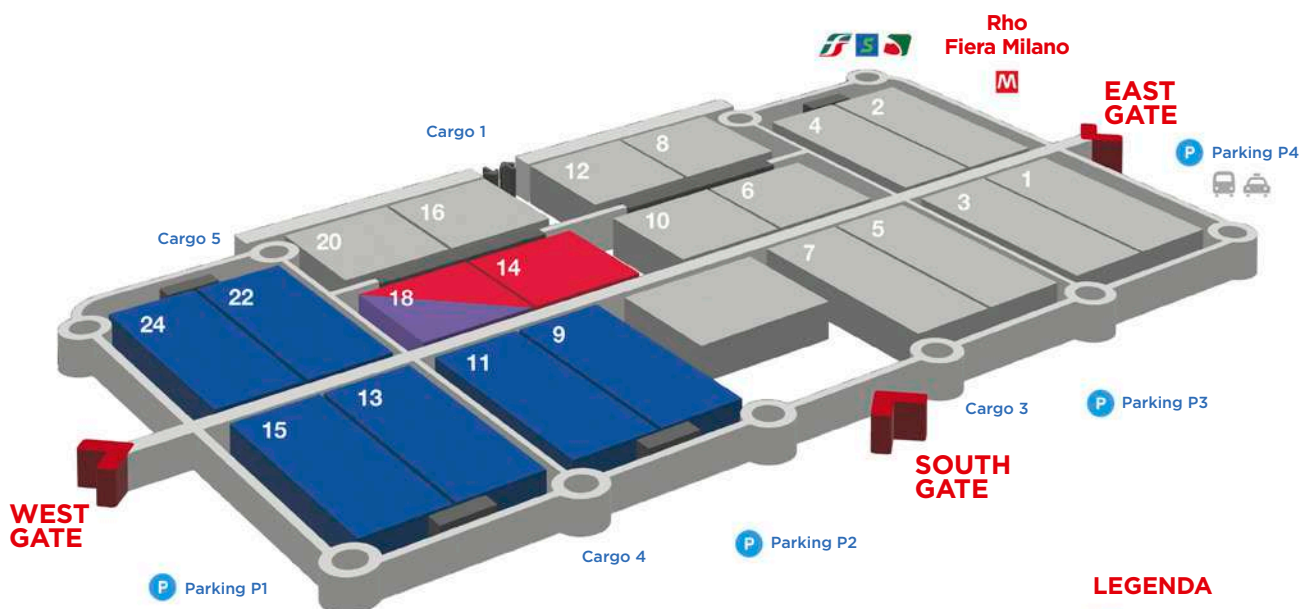 Rho
Fiera Milano
S
M
EAST
GATE
P Parking P4
Cargo 1
2
4
8
12
6
1
16
10
3
5
20
7
Cargo 5
14
18
22
24
9
11
13
15
Cargo 3
P Parking P3
SOUTH
GATE
WEST
GATE
Cargo 4
P Parking P2
P Parking P1
LEGENDA